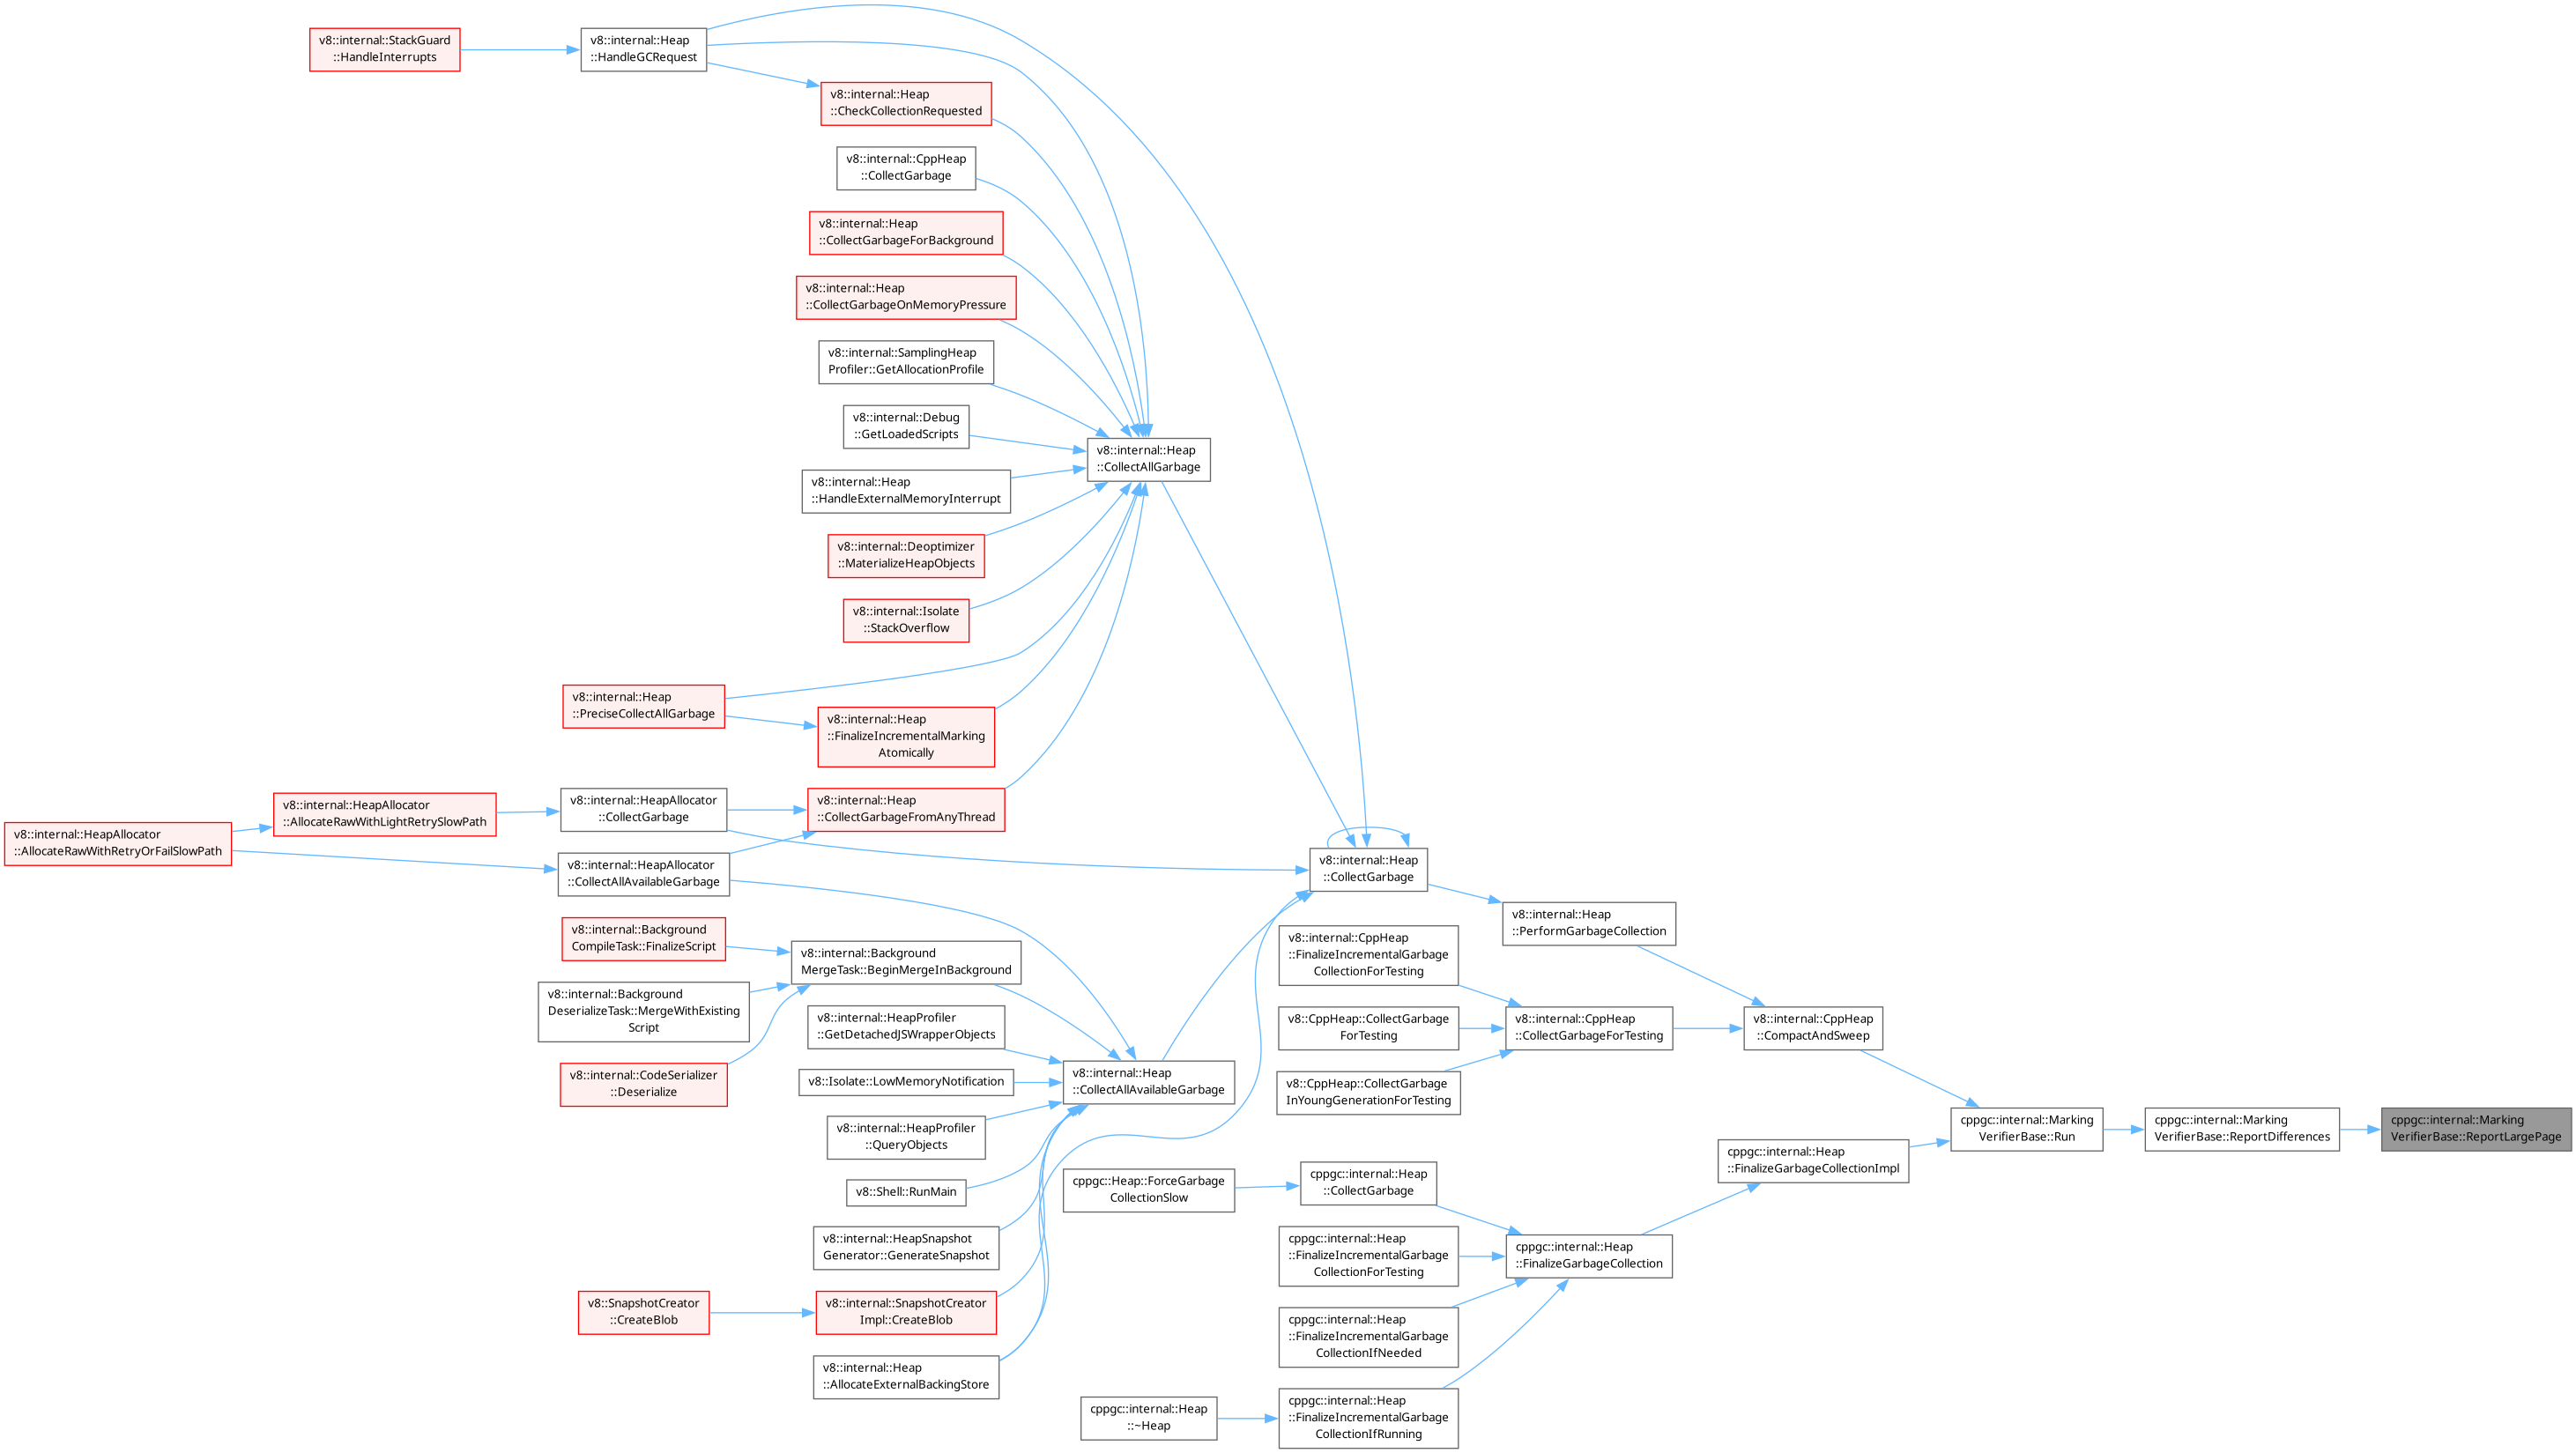 v8::internal::StackGuard
::HandleInterrupts
v8::internal::Heap
::HandleGCRequest
v8::internal::Heap
::CheckCollectionRequested
v8::internal::CppHeap
::CollectGarbage
v8::internal::Heap
::CollectGarbageForBackground
v8::internal::Heap
::CollectGarbageOnMemoryPressure
v8::internal::SamplingHeap
Profiler::GetAllocationProfile
v8::internal::Debug
::GetLoadedScripts
v8::internal::Heap
::CollectAllGarbage
v8::internal::Heap
::HandleExternalMemoryInterrupt
v8::internal::Deoptimizer
::MaterializeHeapObjects
v8::internal::Isolate
::StackOverflow
v8::internal::Heap
::PreciseCollectAllGarbage
v8::internal::Heap
::FinalizeIncrementalMarking
Atomically
v8::internal::HeapAllocator
::AllocateRawWithRetryOrFailSlowPath
v8::internal::HeapAllocator
::AllocateRawWithLightRetrySlowPath
v8::internal::HeapAllocator
::CollectGarbage
v8::internal::Heap
::CollectGarbageFromAnyThread
v8::internal::HeapAllocator
::CollectAllAvailableGarbage
v8::internal::Heap
::CollectGarbage
v8::internal::Heap
::PerformGarbageCollection
v8::internal::Background
CompileTask::FinalizeScript
v8::internal::Background
MergeTask::BeginMergeInBackground
v8::internal::CppHeap
::FinalizeIncrementalGarbage
CollectionForTesting
v8::internal::Background
DeserializeTask::MergeWithExisting
Script
v8::internal::HeapProfiler
::GetDetachedJSWrapperObjects
v8::CppHeap::CollectGarbage
ForTesting
v8::internal::CppHeap
::CollectGarbageForTesting
v8::internal::CppHeap
::CompactAndSweep
v8::internal::CodeSerializer
::Deserialize
v8::Isolate::LowMemoryNotification
v8::internal::Heap
::CollectAllAvailableGarbage
v8::CppHeap::CollectGarbage
InYoungGenerationForTesting
v8::internal::HeapProfiler
::QueryObjects
cppgc::internal::Heap
::FinalizeGarbageCollectionImpl
cppgc::internal::Marking
VerifierBase::Run
cppgc::internal::Marking
VerifierBase::ReportDifferences
cppgc::internal::Marking
VerifierBase::ReportLargePage
v8::Shell::RunMain
cppgc::Heap::ForceGarbage
CollectionSlow
cppgc::internal::Heap
::CollectGarbage
v8::internal::HeapSnapshot
Generator::GenerateSnapshot
cppgc::internal::Heap
::FinalizeIncrementalGarbage
CollectionForTesting
cppgc::internal::Heap
::FinalizeGarbageCollection
v8::SnapshotCreator
::CreateBlob
v8::internal::SnapshotCreator
Impl::CreateBlob
cppgc::internal::Heap
::FinalizeIncrementalGarbage
CollectionIfNeeded
v8::internal::Heap
::AllocateExternalBackingStore
cppgc::internal::Heap
::~Heap
cppgc::internal::Heap
::FinalizeIncrementalGarbage
CollectionIfRunning